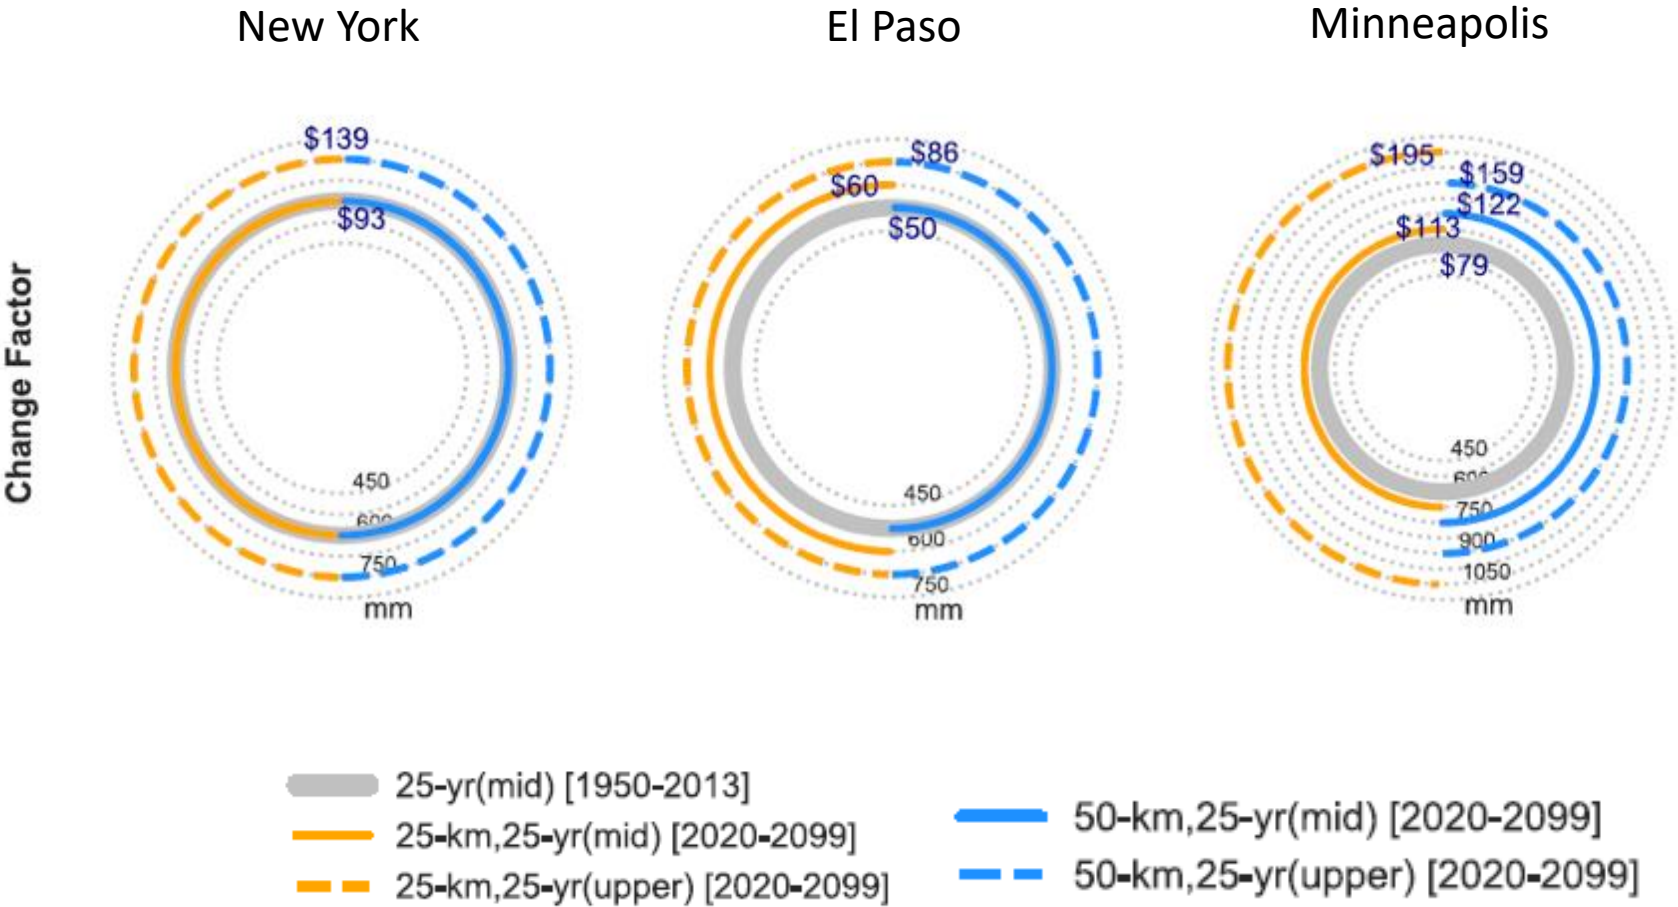 New York
El Paso
Minneapolis
Change Factor
$139
$93
450
600
750
mm
$86
$60
$50
450
600
750
mm
$195
$159
$122
$113
$79
450
600
750
900
1050
mm
25-yr(mid) [1950-2013]
25-km,25-yr(mid) [2020-2099]
25-km,25-yr(upper) [2020-2099]
50-km,25-yr(mid) [2020-2099]
50-km,25-yr(upper) [2020-2099]